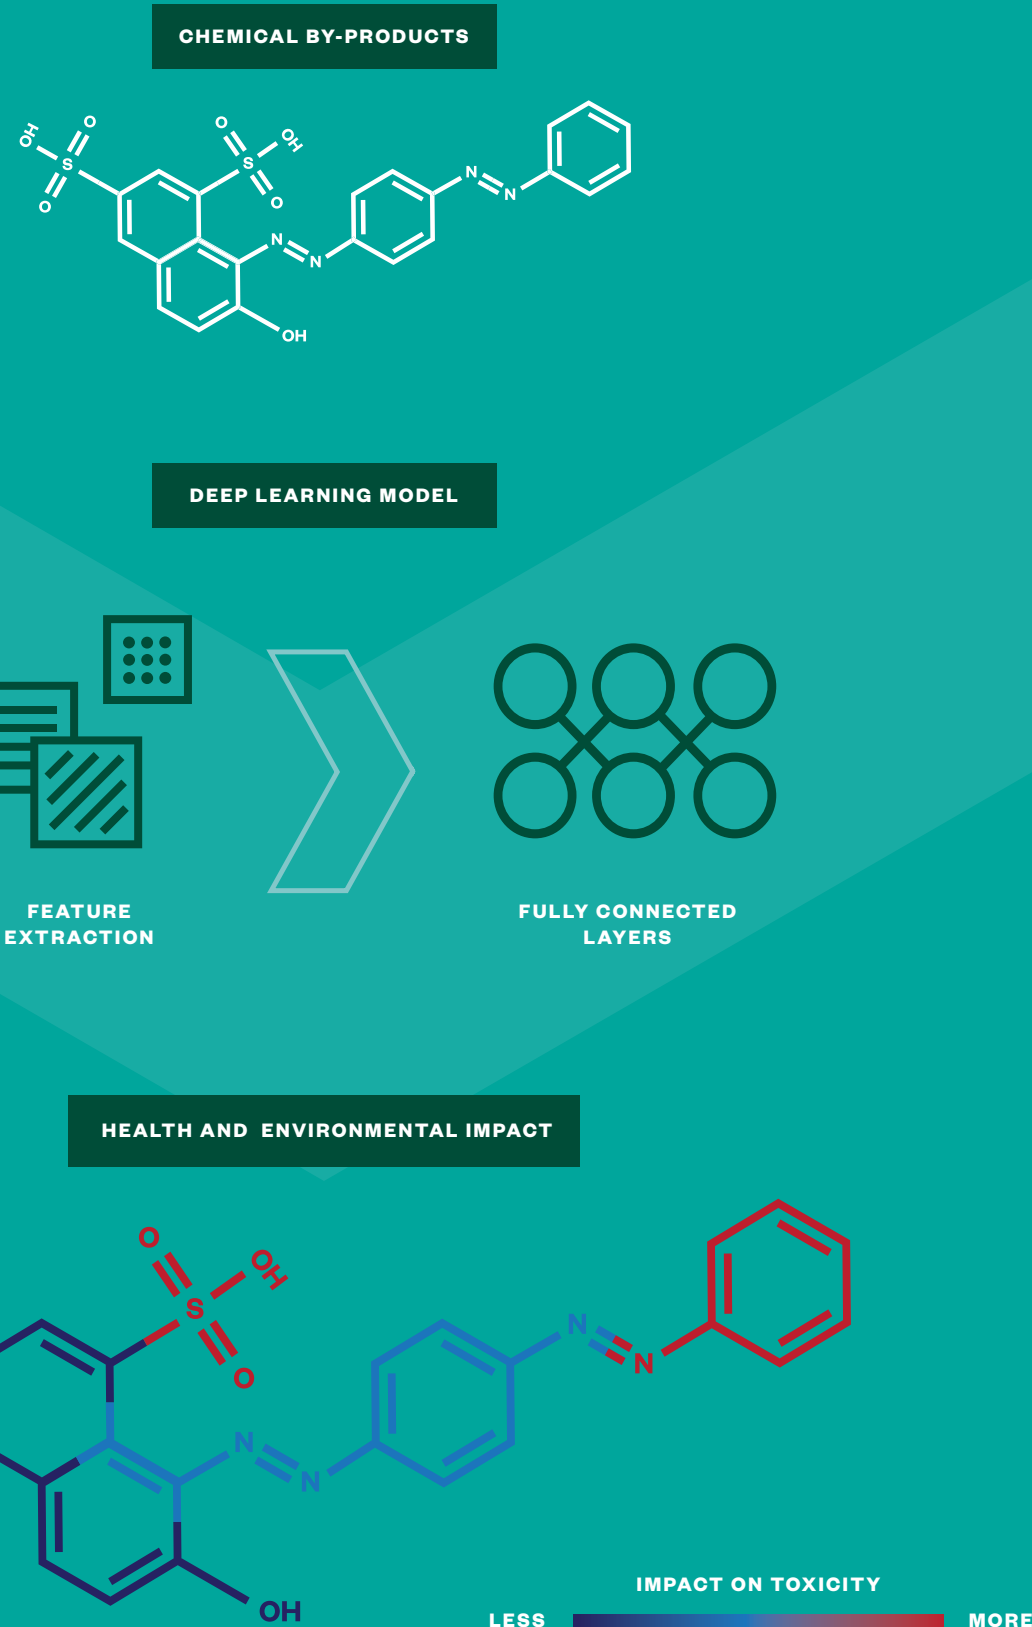 CHEMICAL BY-PRODUCTS
OH
O
S
O
O
OH
S
O
N
N
N
N
OH
DEEP LEARNING MODEL
FEATURE
EXTRACTION
FULLY CONNECTED
LAYERS
HEALTH AND ENVIRONMENTAL IMPACT
O
OH
S
O
N
N
N
N
OH
IMPACT ON TOXICITY
LESS
MORE